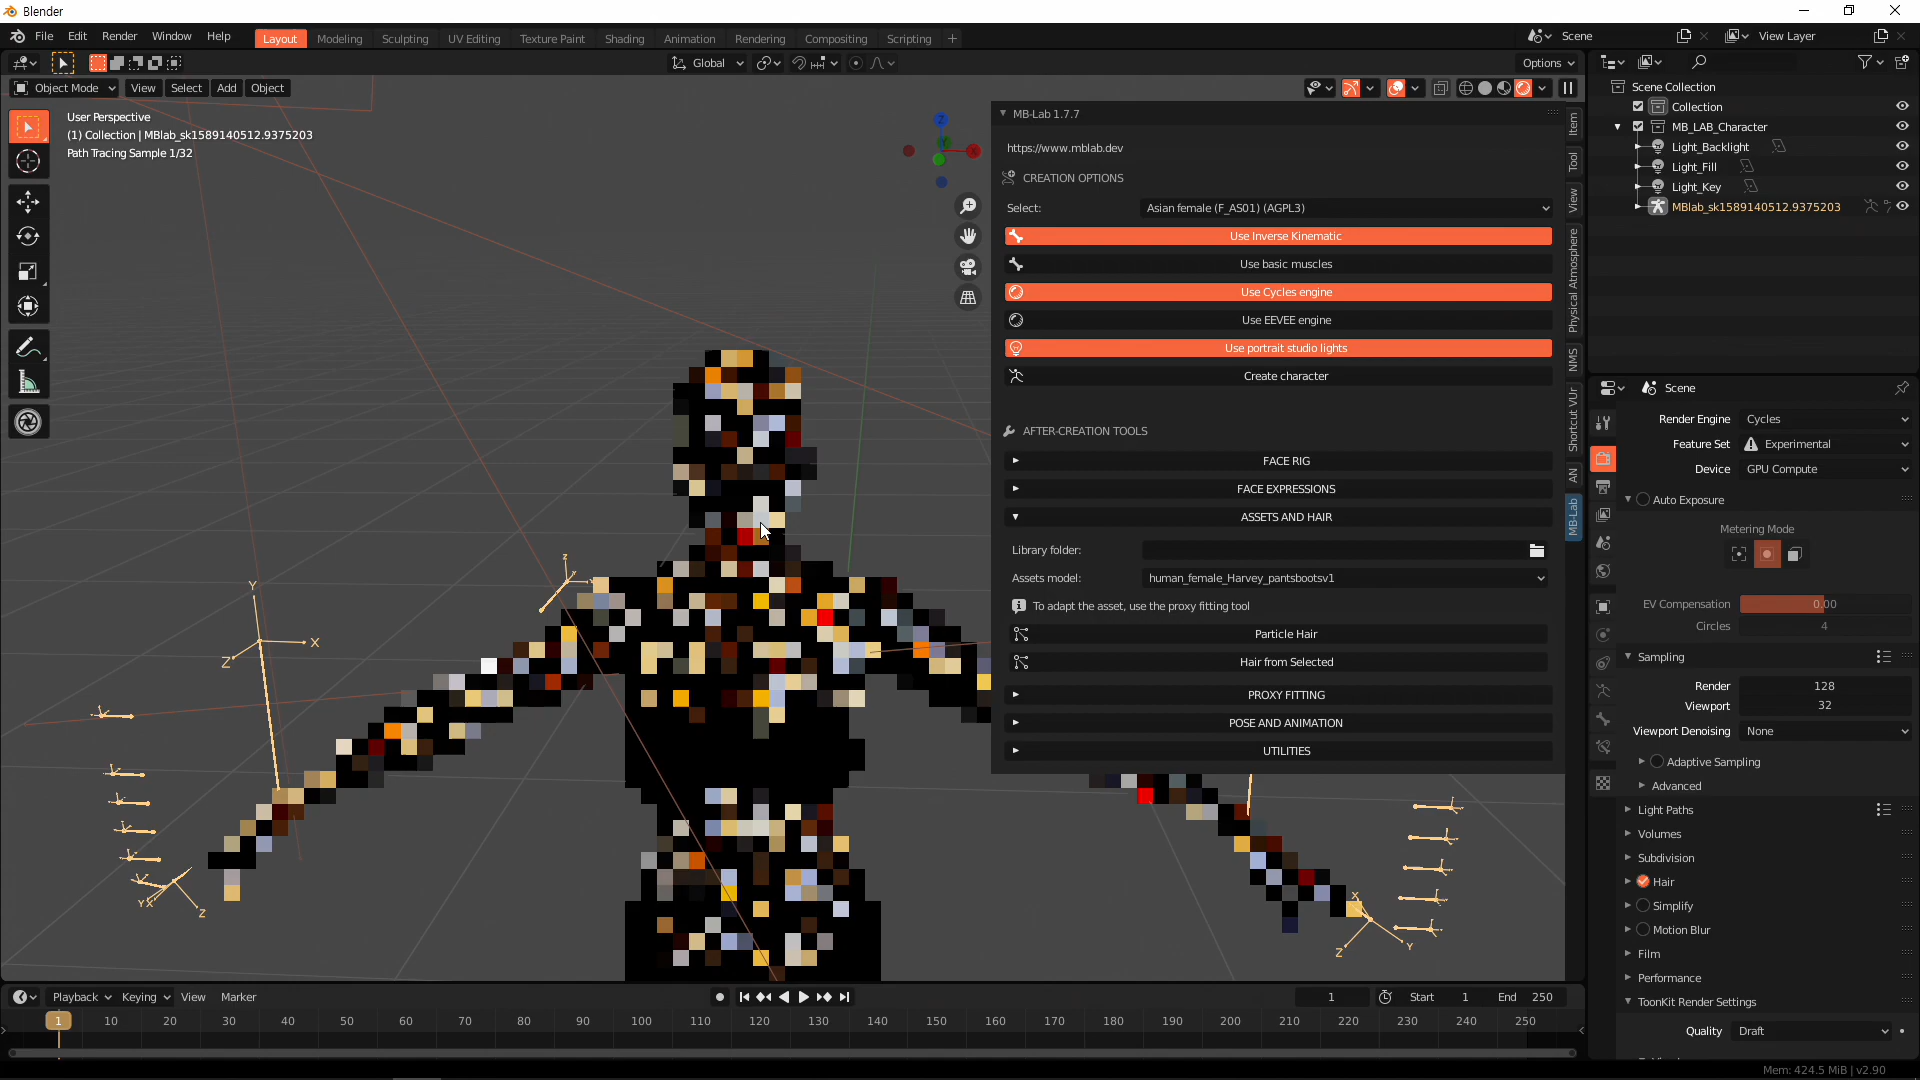 Blender
File Edit Render Window Help Layout Modeling Sculpting UV Editing Texture Paint Shading Animation Rendering Compositing Scripting + Scene View Layer
Global Options
Object Mode View Select Add Object
User Perspective
(1) Collection | MBlab_sk1589140512.9375203
Path Tracing Sample 1/32
Z
X
MB-Lab 1.7.7
https://www.mblab.dev
CREATION OPTIONS
Select: Asian female (F_AS01) (AGPL3)
Use Inverse Kinematic
Use basic muscles
Use Cycles engine
Use EEVEE engine
Use portrait studio lights
Create character
AFTER-CREATION TOOLS
FACE RIG
FACE EXPRESSIONS
ASSETS AND HAIR
Library folder:
Assets model: human_female_Harvey_pantsbootsv1
To adapt the asset, use the proxy fitting tool
Particle Hair
Hair from Selected
PROXY FITTING
POSE AND ANIMATION
UTILITIES
Item
Tool
View
Physical Atmosphere
NMS
Shortcut VUr
AN
MB-Lab
Scene Collection
Collection
MB_LAB_Character
Light_Backlight
Light_Fill
Light_Key
MBlab_sk1589140512.9375203
Scene
Render Engine Cycles
Feature Set Experimental
Device GPU Compute
Auto Exposure
Metering Mode
EV Compensation 0.00
Circles 4
Sampling
Render 128
Viewport 32
Viewport Denoising None
Adaptive Sampling
Advanced
Light Paths
Volumes
Subdivision
Hair
Simplify
Motion Blur
Film
Performance
ToonKit Render Settings
Quality Draft
Z
Y
X
Z
Y X
Z
X
Y
Z
Playback Keying View Marker 1 Start 1 End 250
1 10 20 30 40 50 60 70 80 90 100 110 120 130 140 150 160 170 180 190 200 210 220 230 240 250
Mem: 424.5 MiB | v2.90